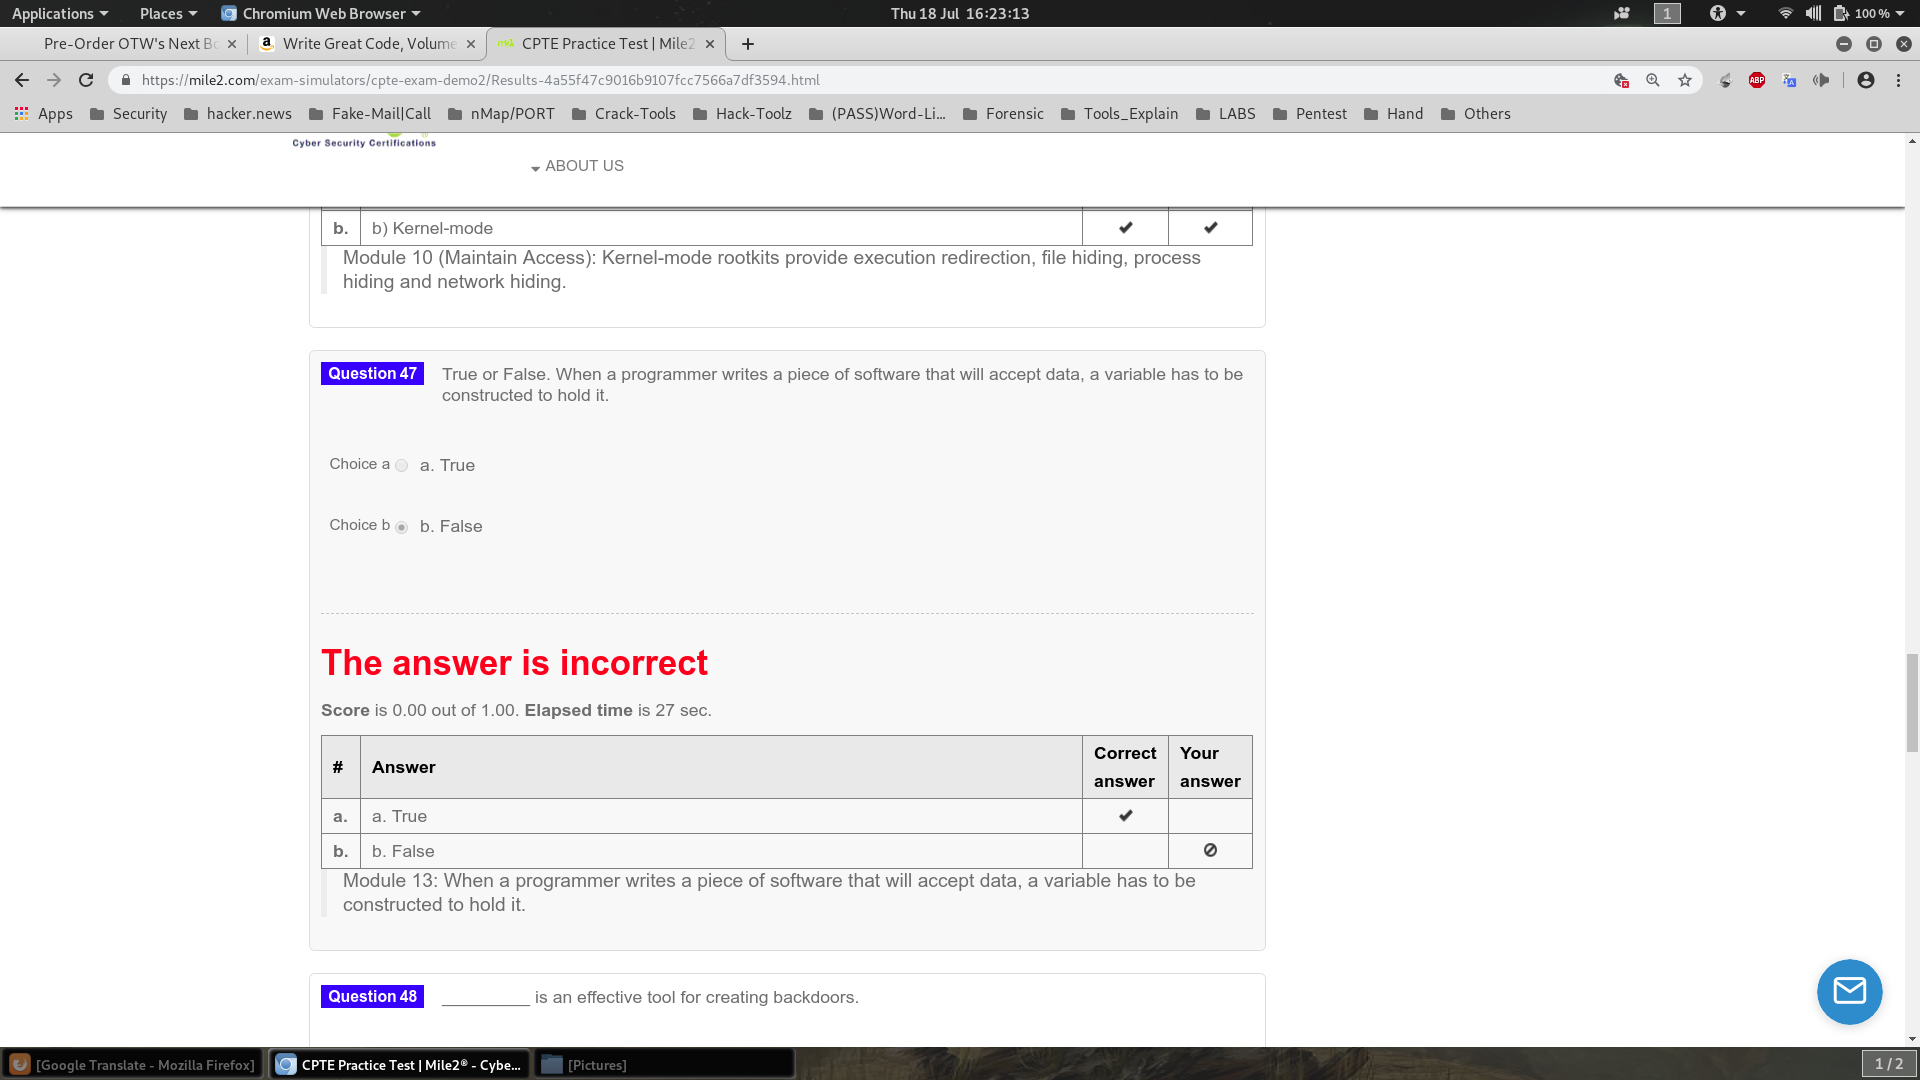 Applications Places Chromium Web Browser Thu 18 Jul 16:23:13 1 100 %
Pre-Order OTW's Next Bo Write Great Code, Volume CPTE Practice Test | Mile2
https://mile2.com/exam-simulators/cpte-exam-demo2/Results-4a55f47c9016b9107fcc7566a7df3594.html ABP
Apps Security hacker.news Fake-Mail|Call nMap/PORT Crack-Tools Hack-Toolz (PASS)Word-Li... Forensic Tools_Explain LABS Pentest Hand Others
Cyber Security Certifications
ABOUT US
b. b) Kernel-mode ✔ ✔
Module 10 (Maintain Access): Kernel-mode rootkits provide execution redirection, file hiding, process
hiding and network hiding.
Question 47 True or False. When a programmer writes a piece of software that will accept data, a variable has to be
constructed to hold it.
Choice a a. True
Choice b b. False
The answer is incorrect
Score is 0.00 out of 1.00. Elapsed time is 27 sec.
# Answer Correct answer Your answer
a. a. True ✔
b. b. False
Module 13: When a programmer writes a piece of software that will accept data, a variable has to be
constructed to hold it.
Question 48 __________ is an effective tool for creating backdoors.
[Google Translate - Mozilla Firefox] CPTE Practice Test | Mile2® - Cybe... [Pictures] 1 / 2